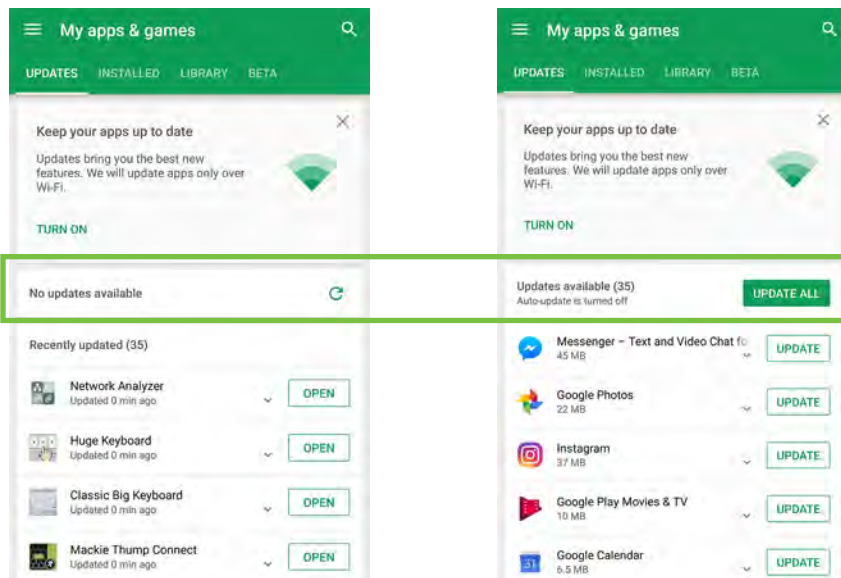 My apps & games
UPDATES INSTALLED LIBRARY BETA
Keep your apps up to date
Updates bring you the best new
features. We will update apps only over
Wi-Fi.
TURN ON
No updates available
Recently updated (35)
Network Analyzer
Updated 0 min ago
OPEN
Huge Keyboard
Updated 0 min ago
OPEN
Classic Big Keyboard
Updated 0 min ago
OPEN
Mackie Thump Connect
Updated 0 min ago
OPEN
My apps & games
UPDATES INSTALLED LIBRARY BETA
Keep your apps up to date
Updates bring you the best new
features. We will update apps only over
Wi-Fi.
TURN ON
Updates available (35)
Auto-update is turned off
UPDATE ALL
Messenger – Text and Video Chat fo
45 MB
UPDATE
Google Photos
22 MB
UPDATE
Instagram
37 MB
UPDATE
Google Play Movies & TV
10 MB
UPDATE
31
Google Calendar
6.5 MB
UPDATE